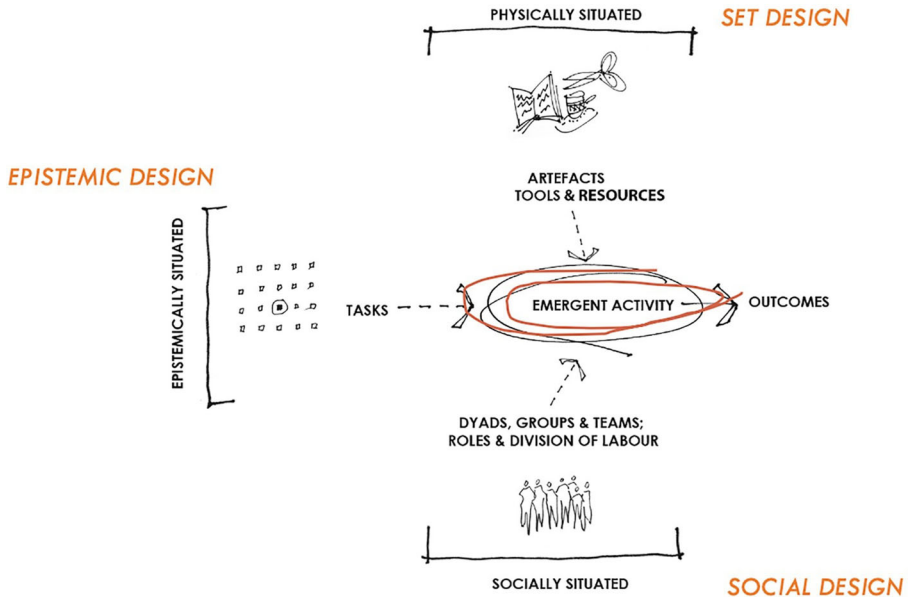 PHYSICALLY SITUATED
SET DESIGN
EPISTEMIC DESIGN
ARTEFACTS
TOOLS & RESOURCES
EPISTEMICALLY SITUATED
TASKS
EMERGENT ACTIVITY
OUTCOMES
DYADS, GROUPS & TEAMS;
ROLES & DIVISION OF LABOUR
SOCIALLY SITUATED
SOCIAL DESIGN